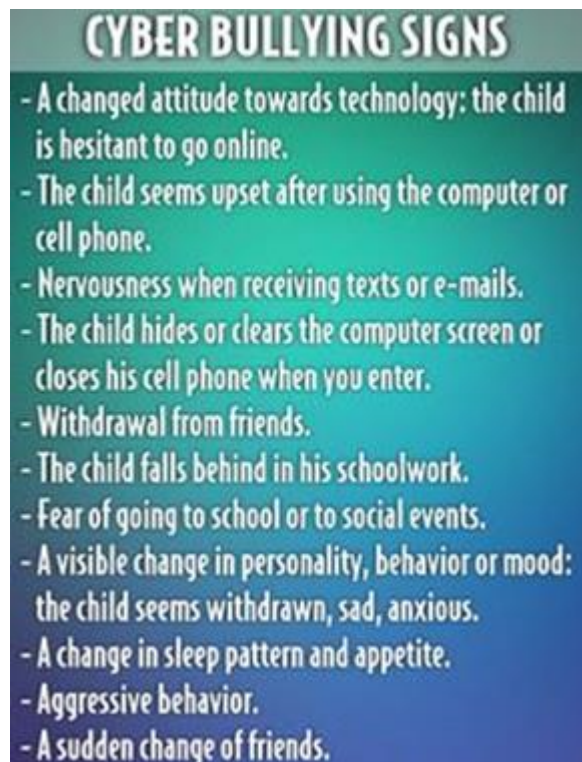 CYBER BULLYING SIGNS
- A changed attitude towards technology: the child
is hesitant to go online.
- The child seems upset after using the computer or
cell phone.
- Nervousness when receiving texts or e-mails.
- The child hides or clears the computer screen or
closes his cell phone when you enter.
- Withdrawal from friends.
- The child falls behind in his schoolwork.
- Fear of going to school or to social events.
- A visible change in personality, behavior or mood:
the child seems withdrawn, sad, anxious.
- A change in sleep pattern and appetite.
- Aggressive behavior.
- A sudden change of friends.